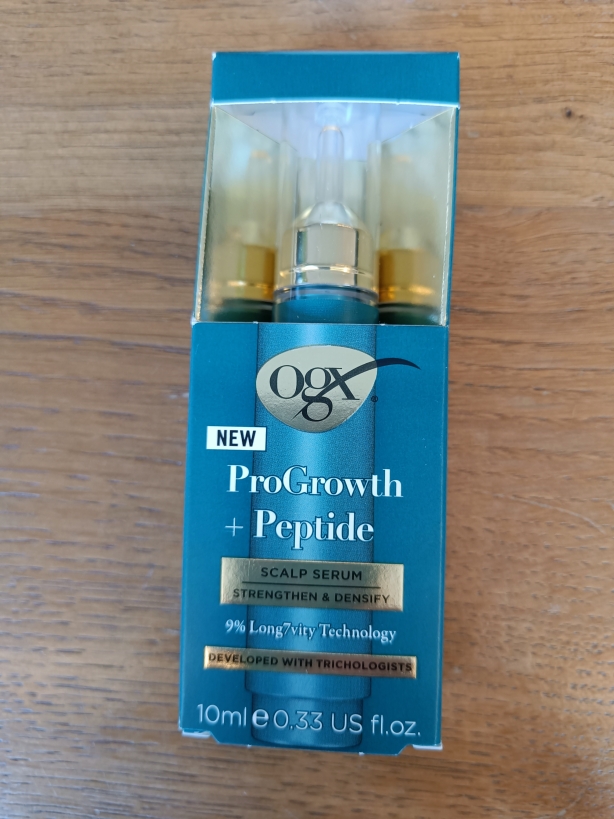 ogx®
NEW
ProGrowth
+ Peptide
SCALP SERUM
STRENGTHEN & DENSIFY
9% Long7vity Technology
DEVELOPED WITH TRICHOLOGISTS
10ml e 0.33 US fl.oz.